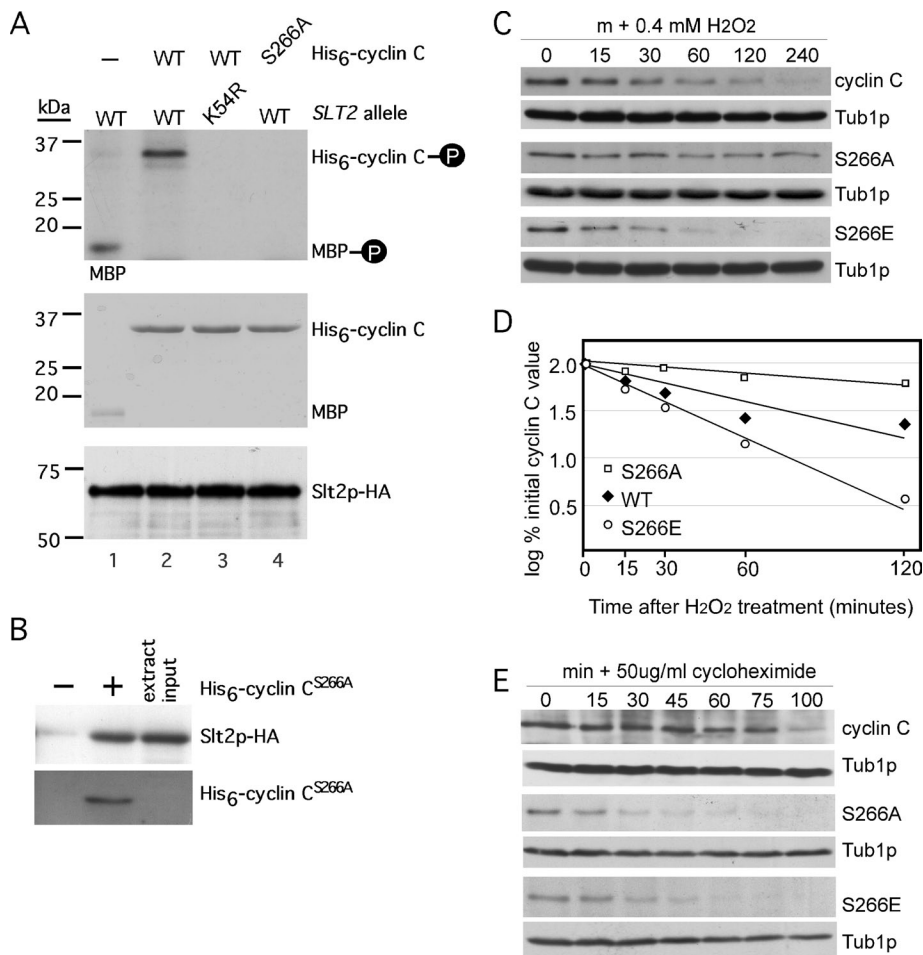 A
– WT WT S266A His6-cyclin C
kDa WT WT K54R WT SLT2 allele
37
His6-cyclin C–P
25
20
MBP–P
MBP
37
His6-cyclin C
25
20
MBP
75
Slt2p-HA
50
1 2 3 4
B
– + extract input His6-cyclin C^S266A
Slt2p-HA
His6-cyclin C^S266A
C
m + 0.4 mM H2O2
0 15 30 60 120 240
cyclin C
Tub1p
S266A
Tub1p
S266E
Tub1p
D
log % initial cyclin C value
2.0
1.5
1.0
0.5
S266A
WT
S266E
0 15 30 60 120
Time after H2O2 treatment (minutes)
E
min + 50ug/ml cycloheximide
0 15 30 45 60 75 100
cyclin C
Tub1p
S266A
Tub1p
S266E
Tub1p